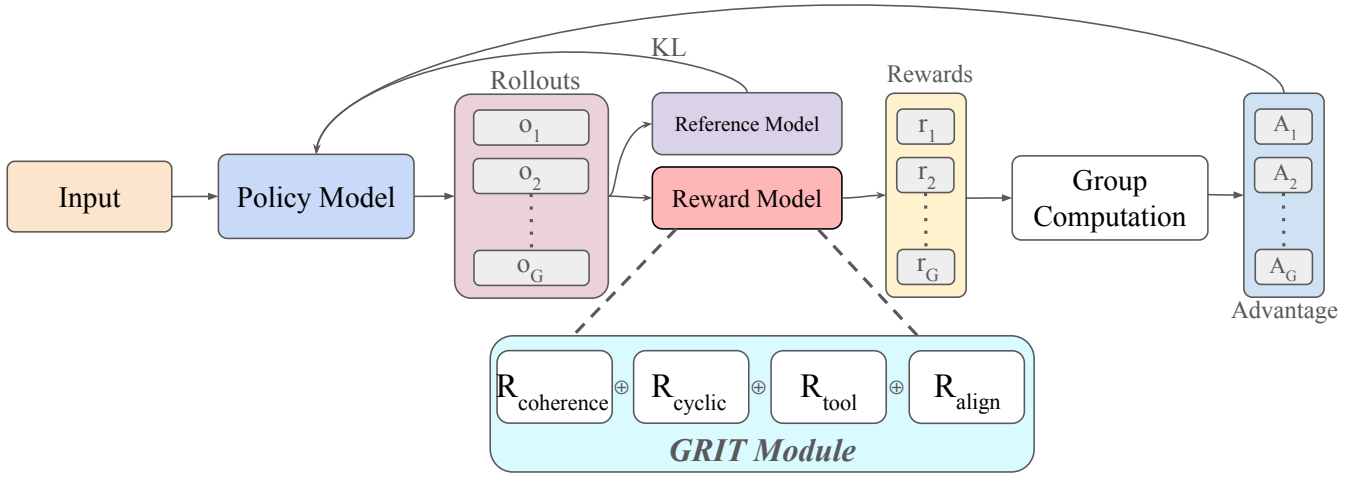 KL
Rollouts
Rewards
o1
Reference Model
r1
A1
Input
Policy Model
o2
Reward Model
r2
Group
Computation
A2
oG
rG
AG
Advantage
Rcoherence ⊕ Rcyclic ⊕ Rtool ⊕ Ralign
GRIT Module